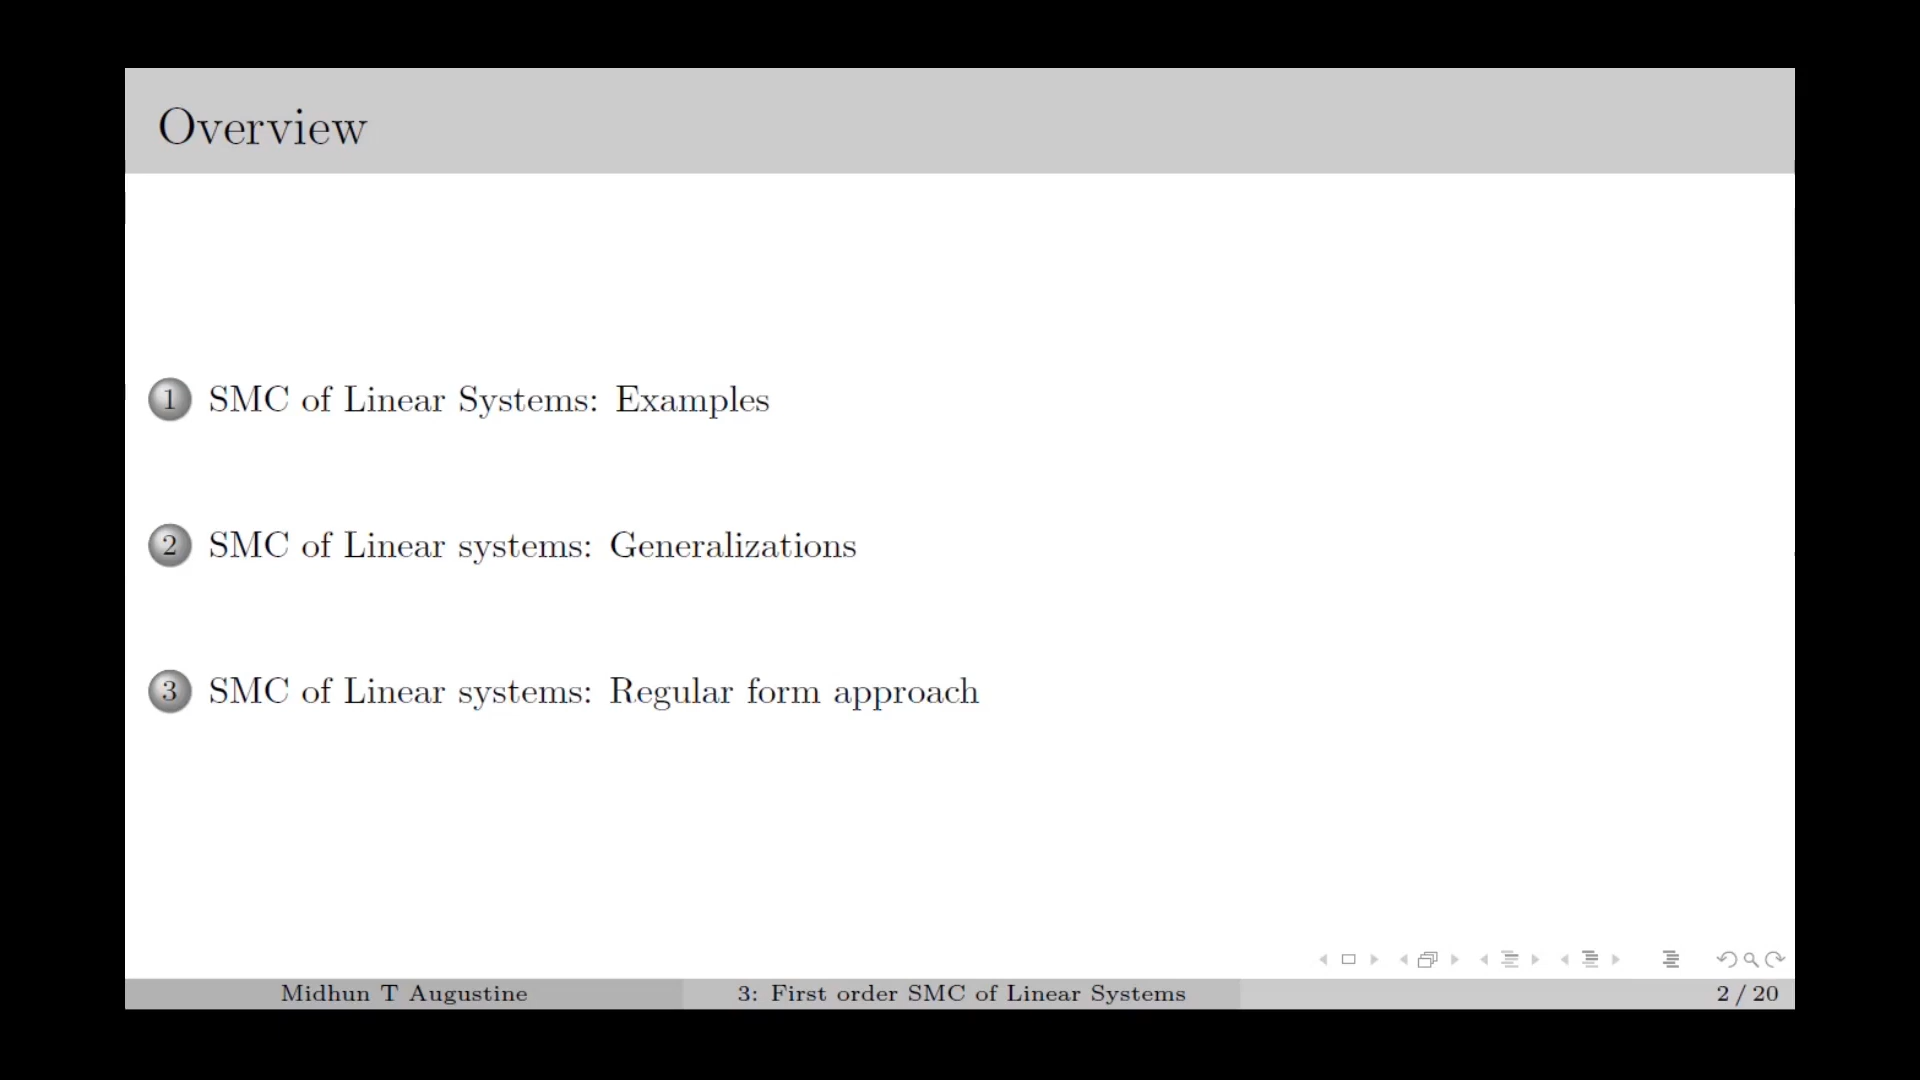 Overview
1 SMC of Linear Systems: Examples
2 SMC of Linear systems: Generalizations
3 SMC of Linear systems: Regular form approach
Midhun T Augustine 3: First order SMC of Linear Systems 2 / 20